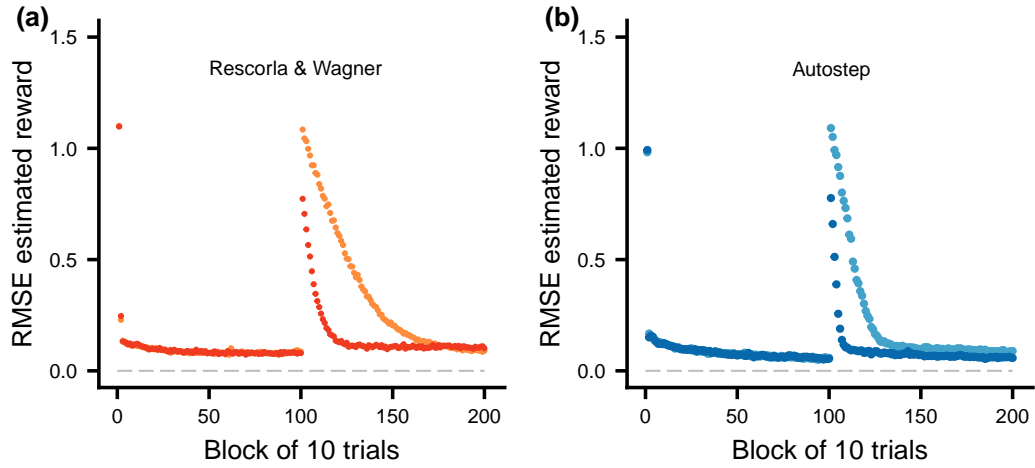 (a)
Rescorla & Wagner
RMSE estimated reward
1.5
1.0
0.5
0.0
0
50
100
150
200
Block of 10 trials
(b)
Autostep
RMSE estimated reward
1.5
1.0
0.5
0.0
0
50
100
150
200
Block of 10 trials